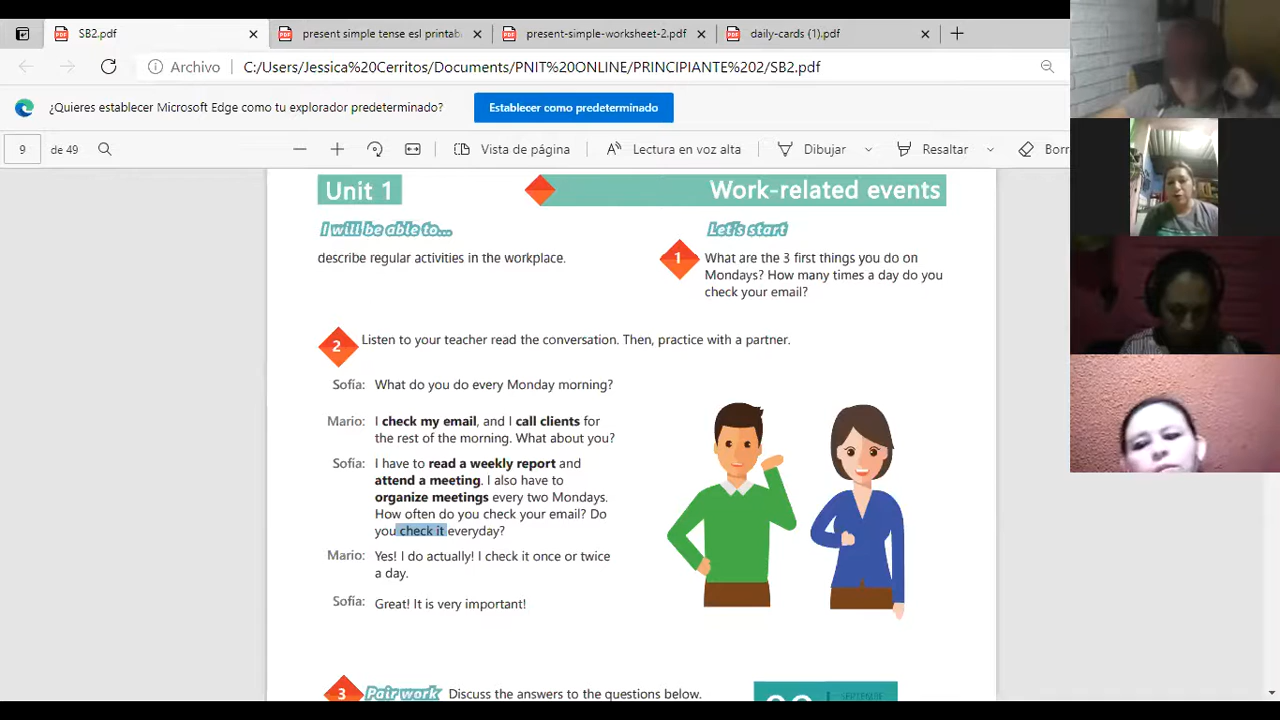 SB2.pdf
present simple tense esl printab
present-simple-worksheet-2.pdf
daily-cards (1).pdf
Archivo
C:/Users/Jessica%20Cerritos/Documents/PNIT%20ONLINE/PRINCIPIANTE%202/SB2.pdf
¿Quieres establecer Microsoft Edge como tu explorador predeterminado?
Establecer como predeterminado
9
de 49
Vista de página
Lectura en voz alta
Dibujar
Resaltar
Borr
Unit 1
Work-related events
I will be able to...
describe regular activities in the workplace.
Let's start
1
What are the 3 first things you do on
Mondays? How many times a day do you
check your email?
2
Listen to your teacher read the conversation. Then, practice with a partner.
Sofía: What do you do every Monday morning?
Mario: I check my email, and I call clients for
the rest of the morning. What about you?
Sofía: I have to read a weekly report and
attend a meeting. I also have to
organize meetings every two Mondays.
How often do you check your email? Do
you check it everyday?
Mario: Yes! I do actually! I check it once or twice
a day.
Sofía: Great! It is very important!
3
Pair work Discuss the answers to the questions below.
SEPTEMBE